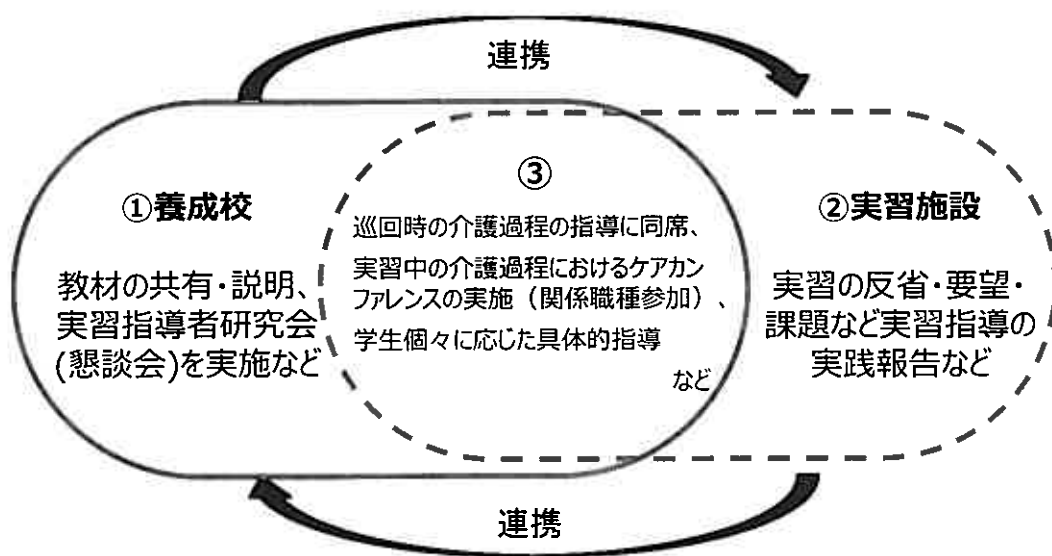 連携
①養成校
教材の共有・説明、
実習指導者研究会
(懇談会)を実施など
③
巡回時の介護過程の指導に同席、
実習中の介護過程におけるケアカン
ファレンスの実施（関係職種参加）、
学生個々に応じた具体的指導
など
②実習施設
実習の反省・要望・
課題など実習指導の
実践報告など
連携